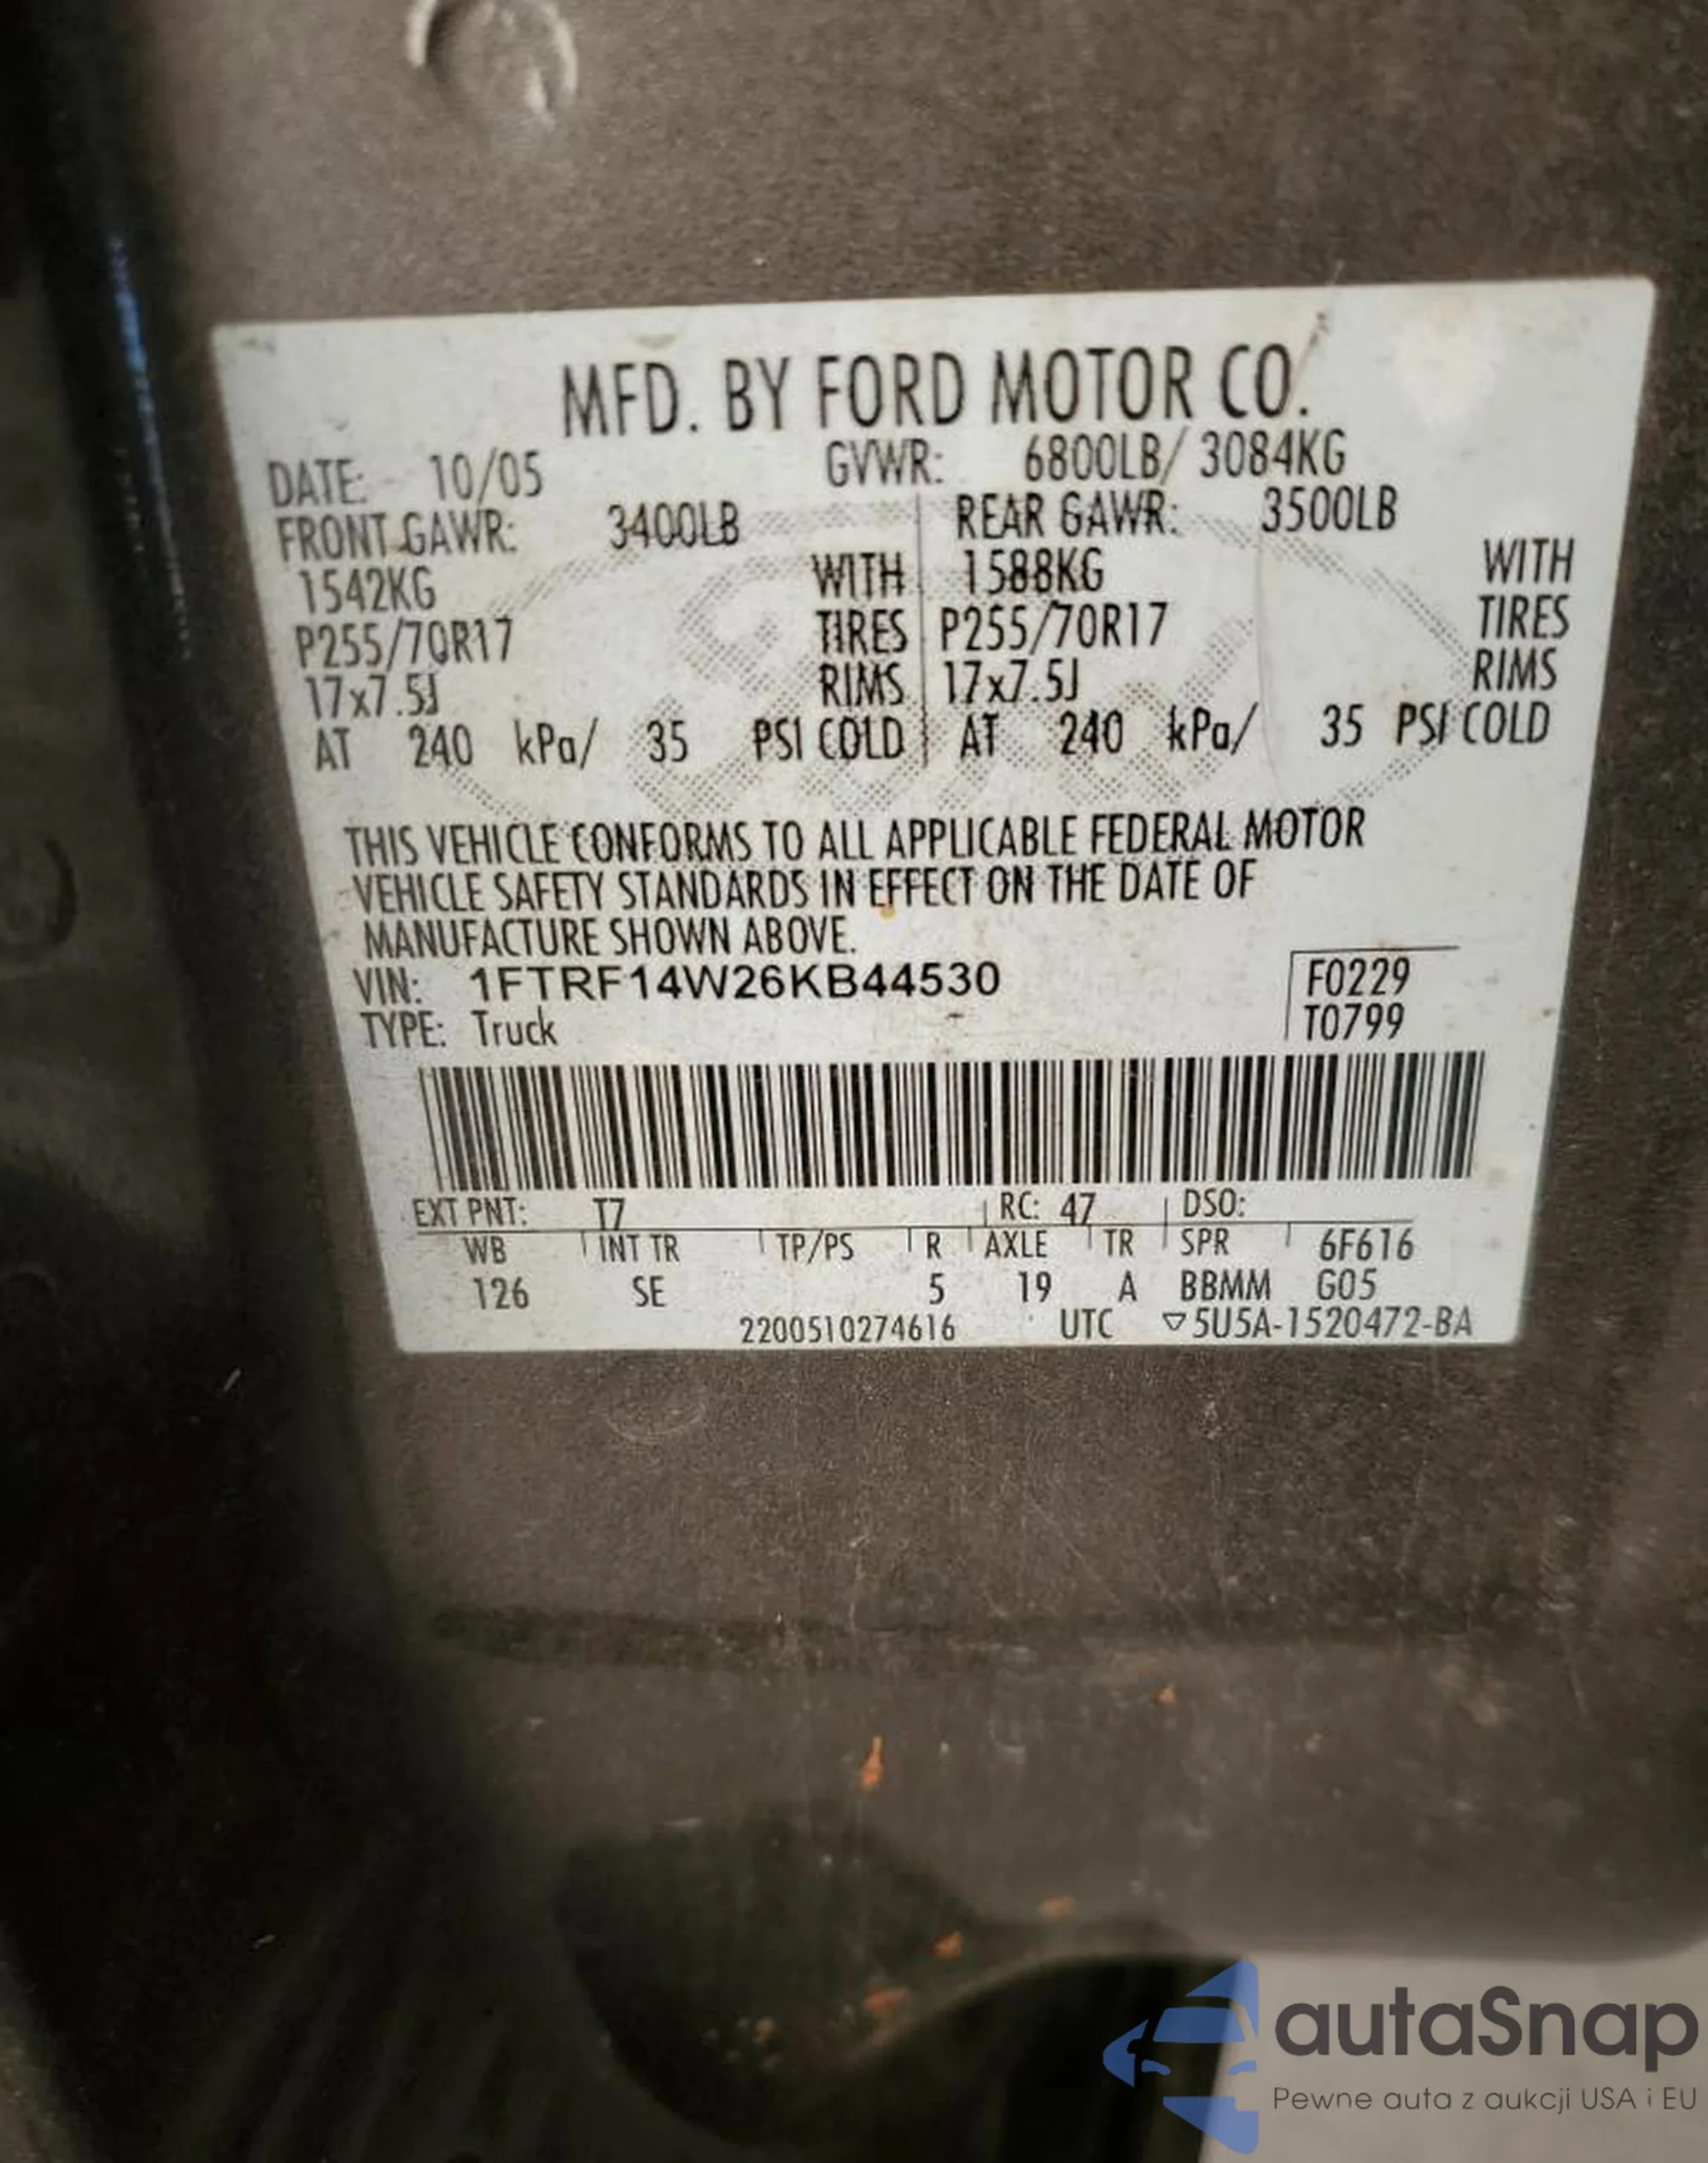 MFD. BY FORD MOTOR CO.
DATE: 10/05 GVWR: 6800LB/ 3084KG
FRONT GAWR: 3400LB REAR GAWR: 3500LB
1542KG WITH 1588KG WITH
P255/70R17 TIRES P255/70R17 TIRES
17x7.5J RIMS 17x7.5J RIMS
AT 240 kPa/ 35 PSI COLD AT 240 kPa/ 35 PSI COLD
THIS VEHICLE CONFORMS TO ALL APPLICABLE FEDERAL MOTOR
VEHICLE SAFETY STANDARDS IN EFFECT ON THE DATE OF
MANUFACTURE SHOWN ABOVE.
VIN: 1FTRF14W26KB44530 F0229
TYPE: Truck T0799
EXT PNT: T7 RC: 47 DSO:
WB INT TR TP/PS R AXLE TR SPR 6F616
126 SE 5 19 A BBMM G05
2200510274616 UTC ▽5U5A-1520472-BA
autaSnap
Pewne auta z aukcji USA i EU